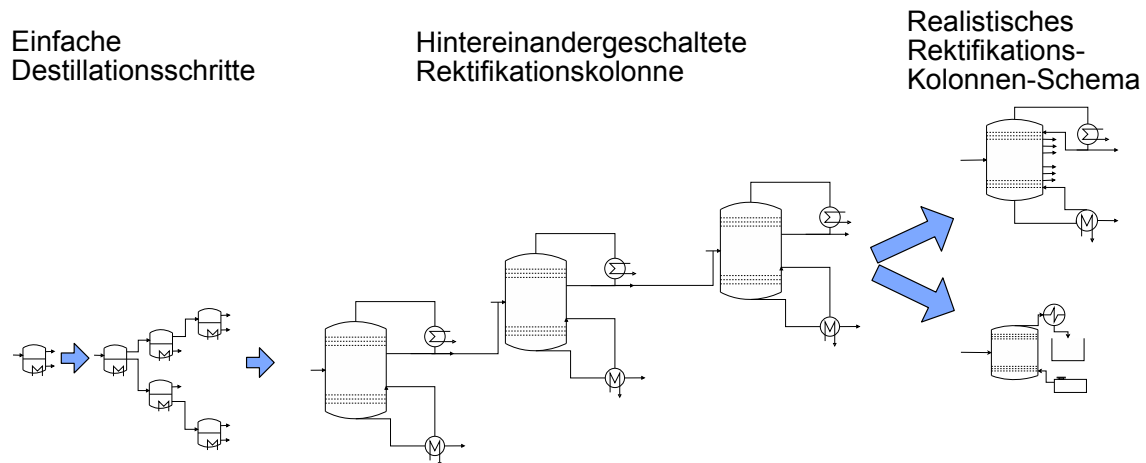 Einfache
Destillationsschritte
Hintereinandergeschaltete
Rektifikationskolonne
Realistisches
Rektifikations-
Kolonnen-Schema